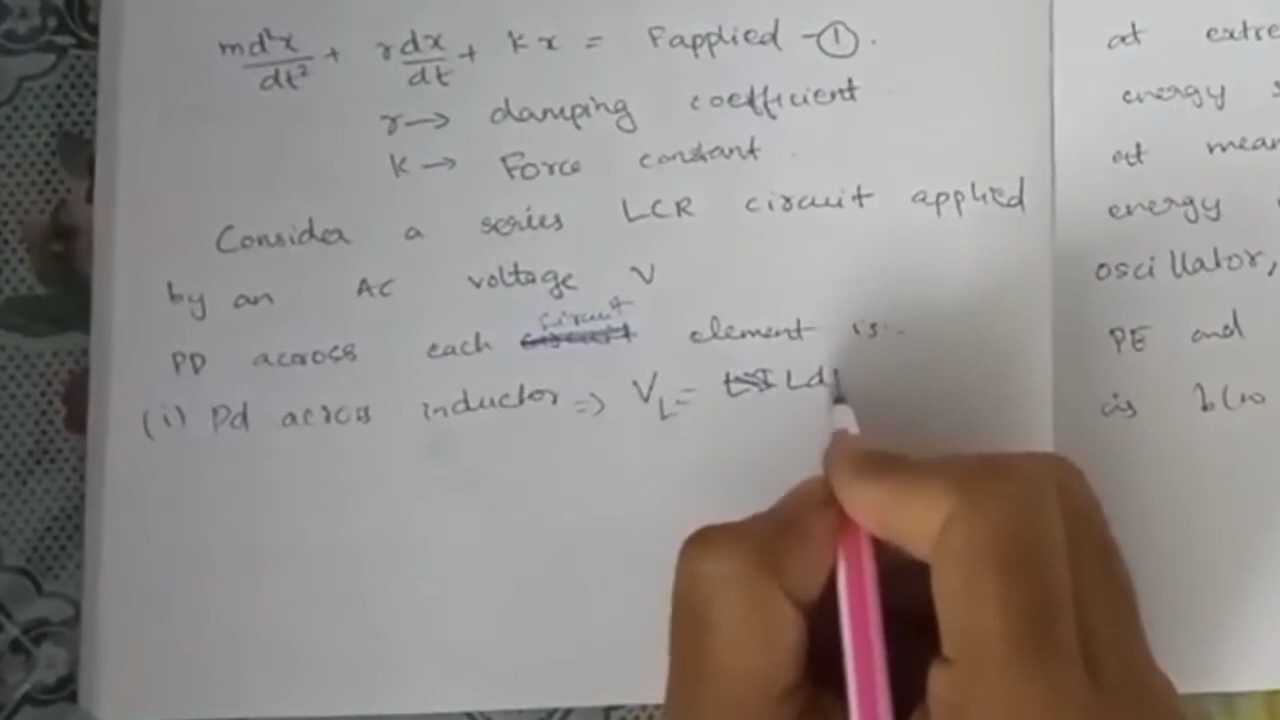 md²x/dt² + rdx/dt + kx = Fapplied -①.
r → damping coefficient
K → Force constant
Consider a series LCR circuit applied
by an AC voltage V
PD across each circuit element is.
(i) Pd across inductor => V_L = Ld
at extre
energy
at mean
energy
oscillator,
PE and
is